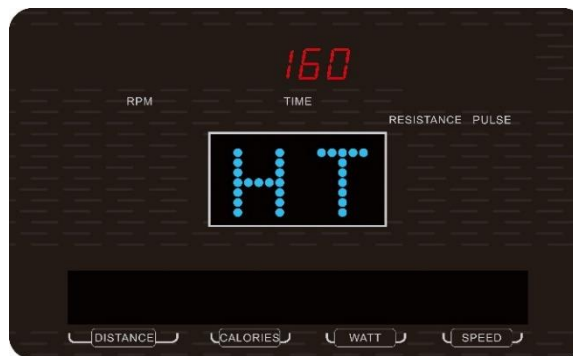 160
RPM TIME
RESISTANCE PULSE
HT
DISTANCE CALORIES WATT SPEED